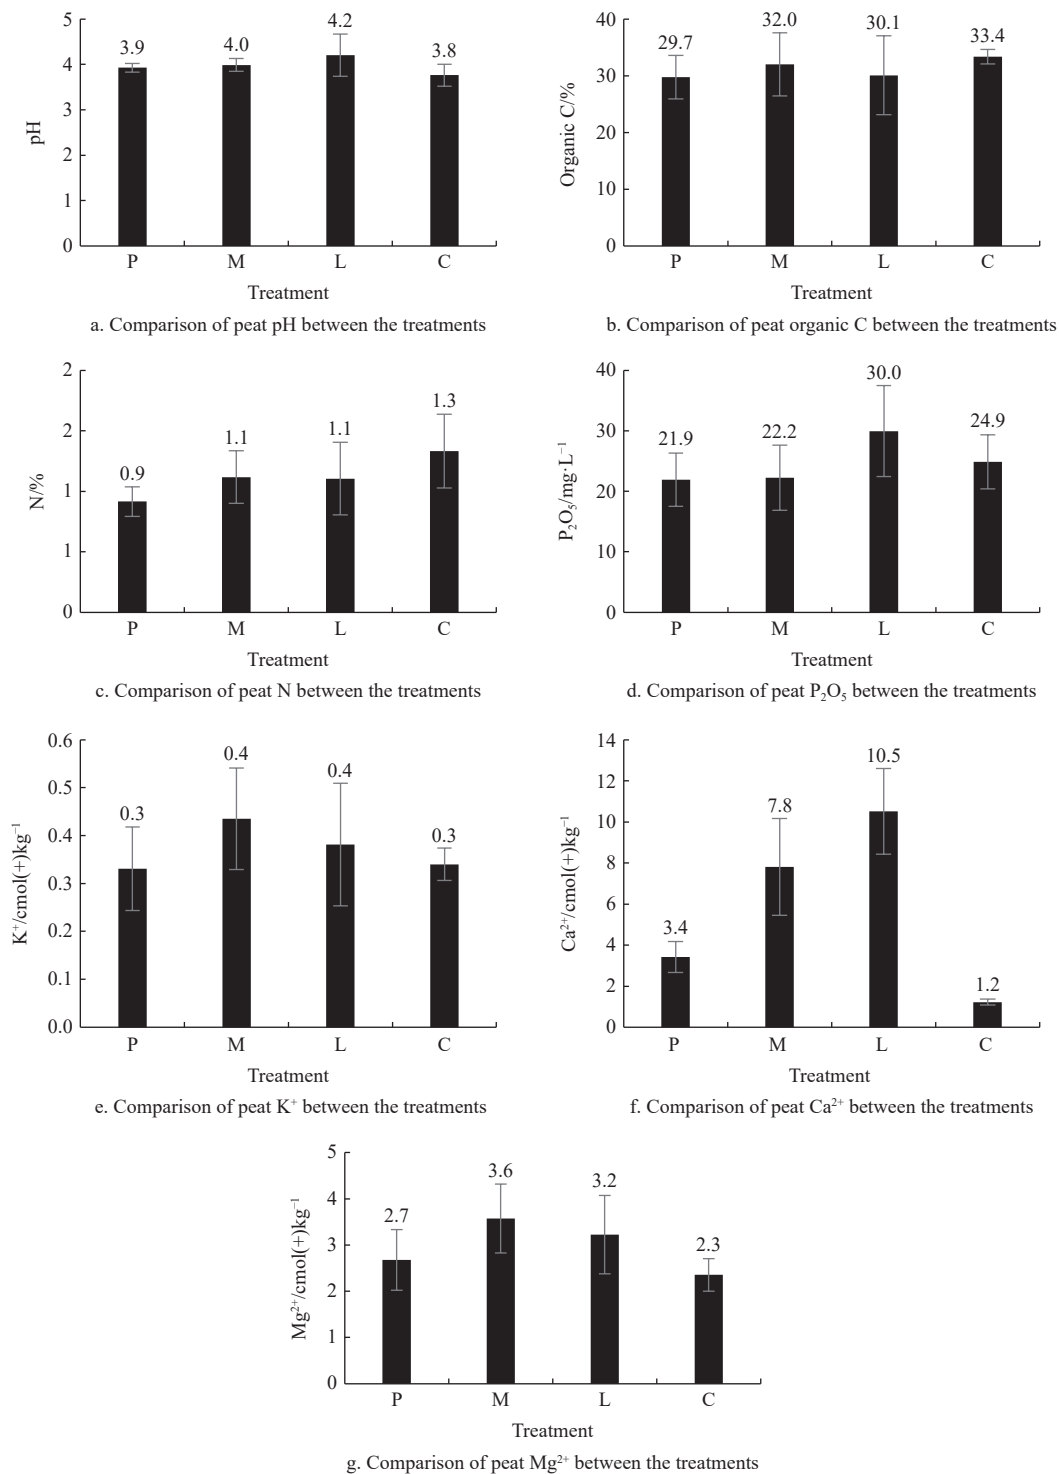 5
4
3
2
1
0
pH
3.9
4.0
4.2
3.8
P
M
L
C
Treatment
a. Comparison of peat pH between the treatments
40
30
20
10
0
Organic C/%
29.7
32.0
30.1
33.4
P
M
L
C
Treatment
b. Comparison of peat organic C between the treatments
2
2
1
1
0
N/%
0.9
1.1
1.1
1.3
P
M
L
C
Treatment
c. Comparison of peat N between the treatments
40
30
20
10
0
P₂O₅/mg·L⁻¹
21.9
22.2
30.0
24.9
P
M
L
C
Treatment
d. Comparison of peat P₂O₅ between the treatments
0.6
0.5
0.4
0.3
0.2
0.1
0.0
K⁺/cmol(+)kg⁻¹
0.3
0.4
0.4
0.3
P
M
L
C
Treatment
e. Comparison of peat K⁺ between the treatments
14
12
10
8
6
4
2
0
Ca²⁺/cmol(+)kg⁻¹
3.4
7.8
10.5
1.2
P
M
L
C
Treatment
f. Comparison of peat Ca²⁺ between the treatments
5
4
3
2
1
0
Mg²⁺/cmol(+)kg⁻¹
2.7
3.6
3.2
2.3
P
M
L
C
Treatment
g. Comparison of peat Mg²⁺ between the treatments